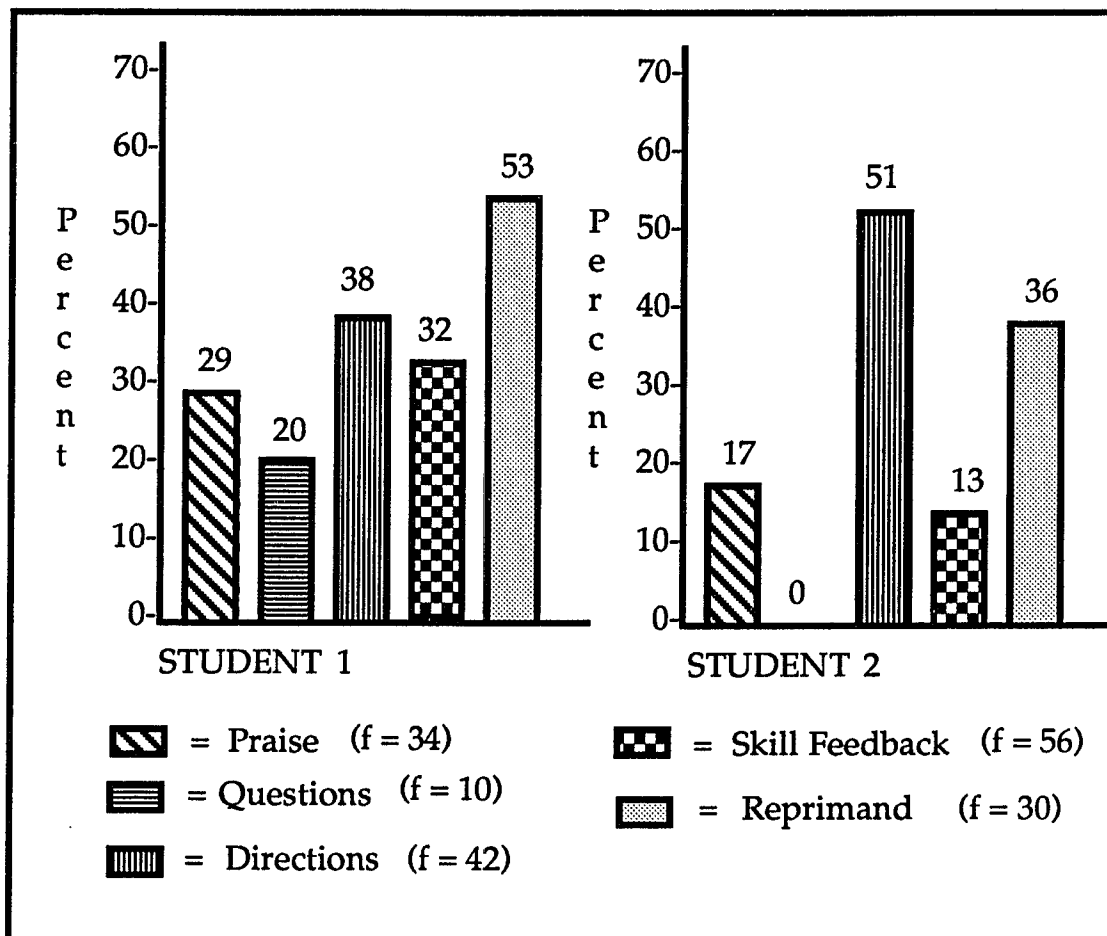 70-
60-
50-
40-
30-
20-
10-
0-
Percent
29
20
38
32
53
STUDENT 1
70-
60-
50-
40-
30-
20-
10-
0-
Percent
17
0
51
13
36
STUDENT 2
= Praise (f = 34)
= Questions (f = 10)
= Directions (f = 42)
= Skill Feedback (f = 56)
= Reprimand (f = 30)